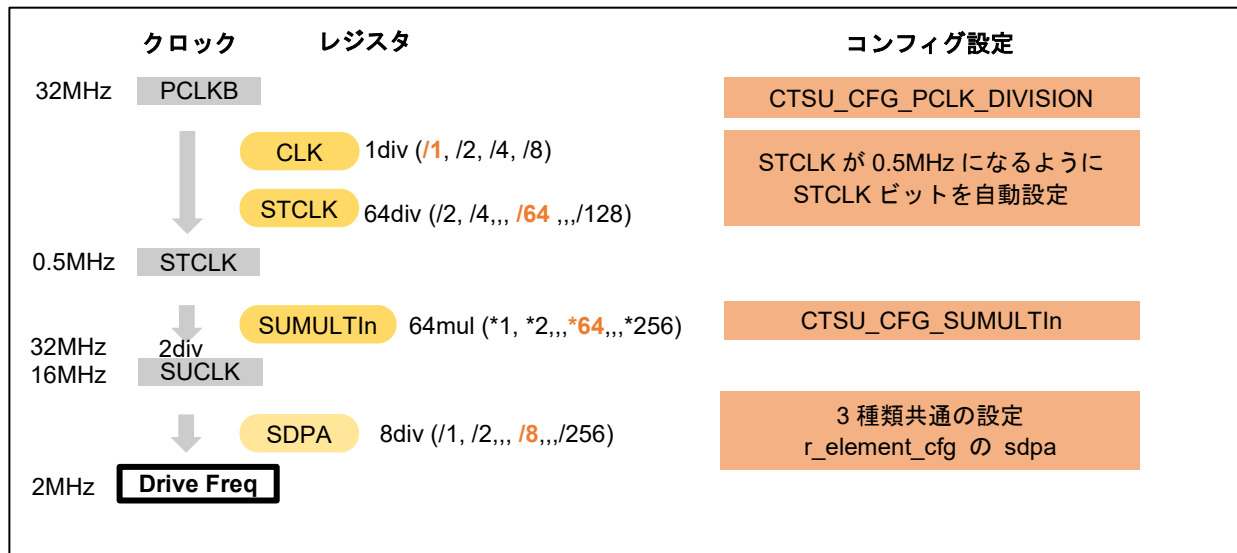 クロック レジスタ コンフィグ設定
32MHz PCLKB CTSU_CFG_PCLK_DIVISION
CLK 1div (/1, /2, /4, /8)
STCLK が 0.5MHz になるように
STCLK ビットを自動設定
STCLK 64div (/2, /4,,, /64 ,,,/128)
0.5MHz STCLK
SUMULTIn 64mul (*1, *2,,,*64,,,*256) CTSU_CFG_SUMULTIn
32MHz 2div
16MHz SUCLK
SDPA 8div (/1, /2,,, /8,,,/256)
3 種類共通の設定
r_element_cfg の sdpa
2MHz Drive Freq